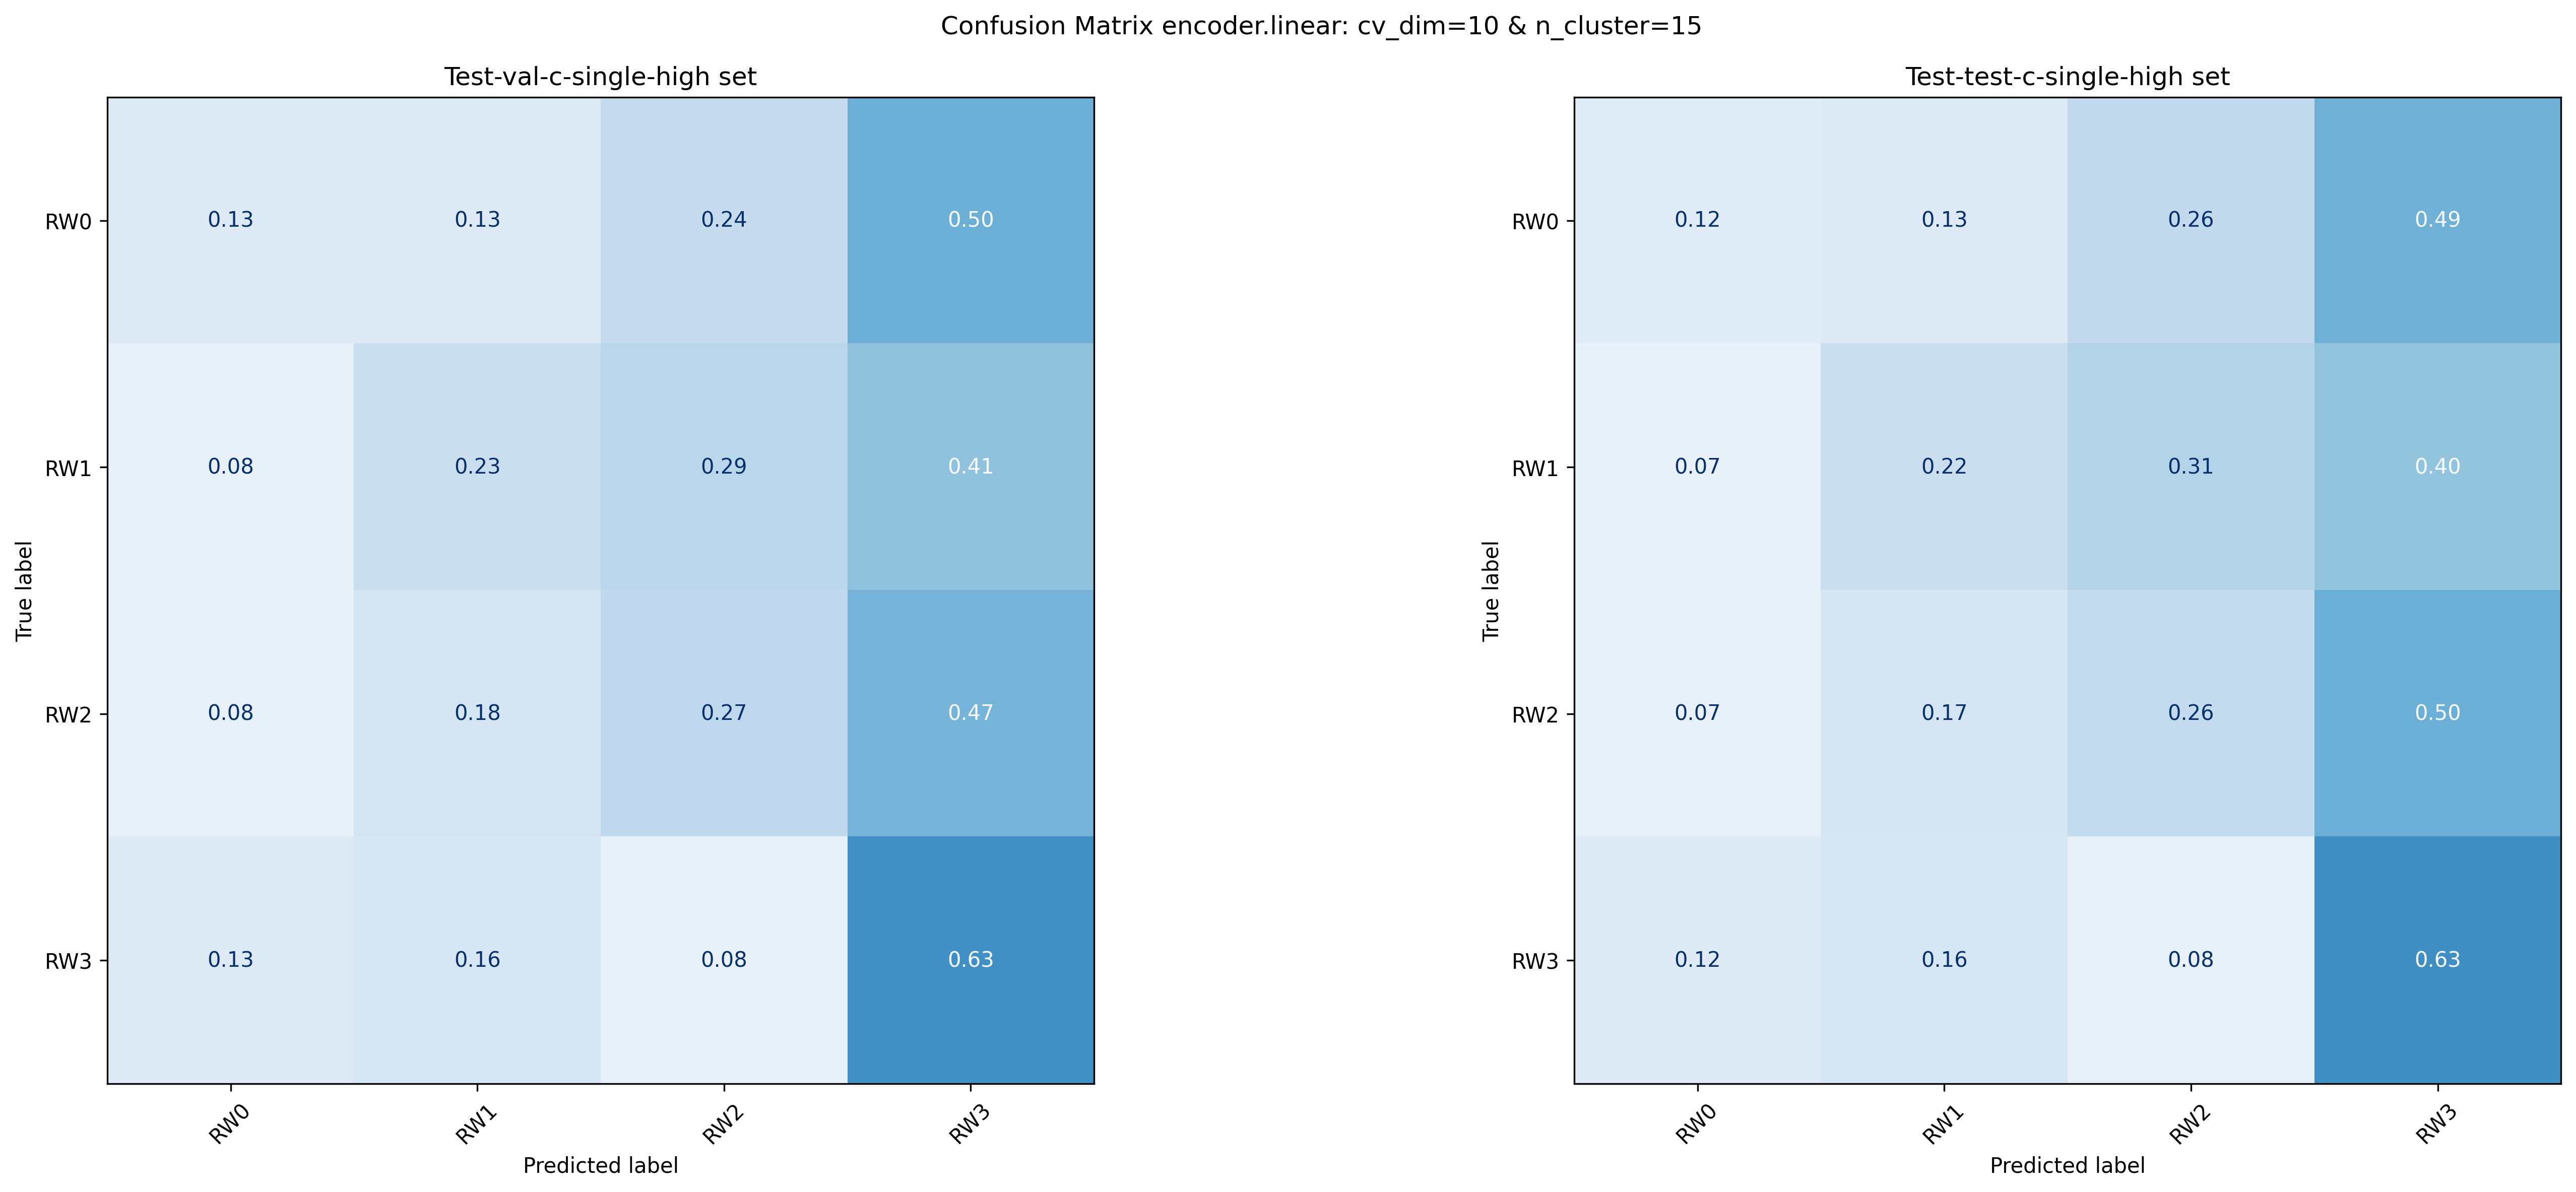 Confusion Matrix encoder.linear: cv_dim=10 & n_cluster=15
Test-val-c-single-high set
True label
RW0 0.13 0.13 0.24 0.50
RW1 0.08 0.23 0.29 0.41
RW2 0.08 0.18 0.27 0.47
RW3 0.13 0.16 0.08 0.63
RW0 RW1 RW2 RW3
Predicted label
Test-test-c-single-high set
True label
RW0 0.12 0.13 0.26 0.49
RW1 0.07 0.22 0.31 0.40
RW2 0.07 0.17 0.26 0.50
RW3 0.12 0.16 0.08 0.63
RW0 RW1 RW2 RW3
Predicted label